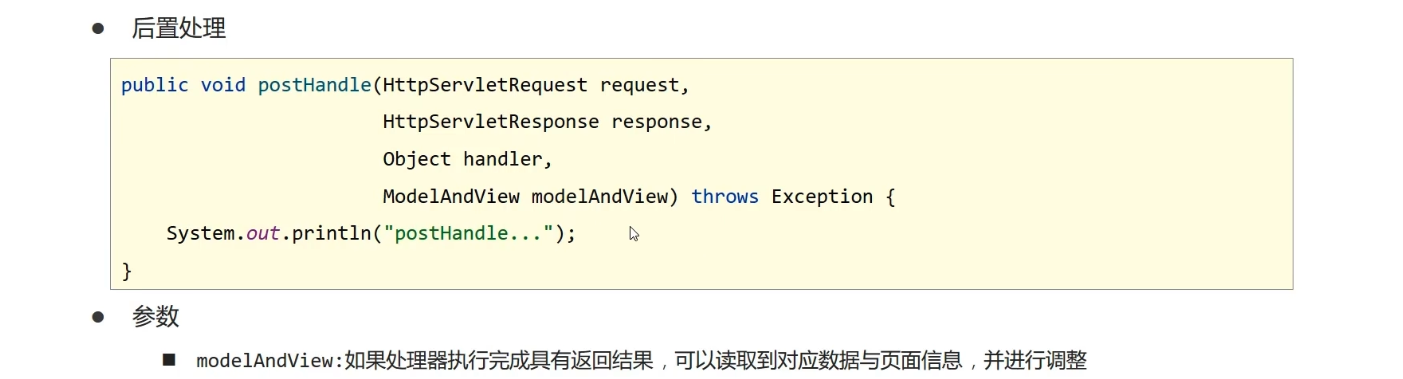 ● 后置处理
public void postHandle(HttpServletRequest request,
HttpServletResponse response,
Object handler,
ModelAndView modelAndView) throws Exception {
System.out.println("postHandle...");
}
● 参数
■ modelAndView:如果处理器执行完成具有返回结果，可以读取到对应数据与页面信息，并进行调整